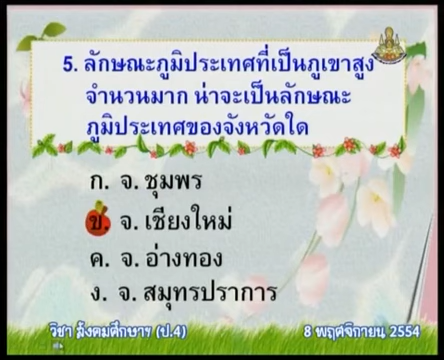 5. ลักษณะภูมิประเทศที่เป็นภูเขาสูง
จำนวนมาก น่าจะเป็นลักษณะ
ภูมิประเทศของจังหวัดใด
ก. จ. ชุมพร
ข. จ. เชียงใหม่
ค. จ. อ่างทอง
ง. จ. สมุทรปราการ
วิชา สังคมศึกษาฯ (ป.4)
8 พฤศจิกายน 2554